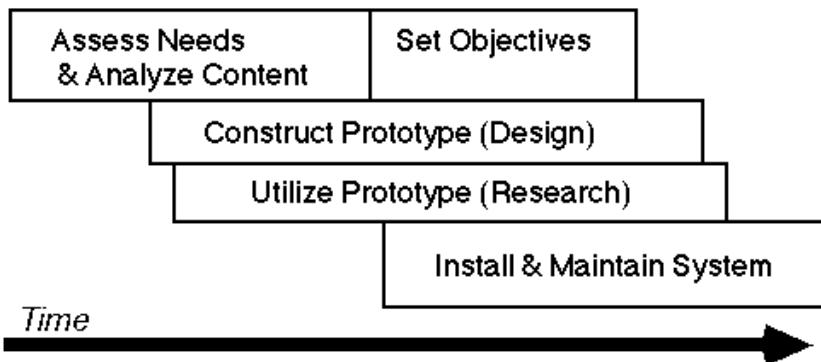 Assess Needs
& Analyze Content
Set Objectives
Construct Prototype (Design)
Utilize Prototype (Research)
Install & Maintain System
Time